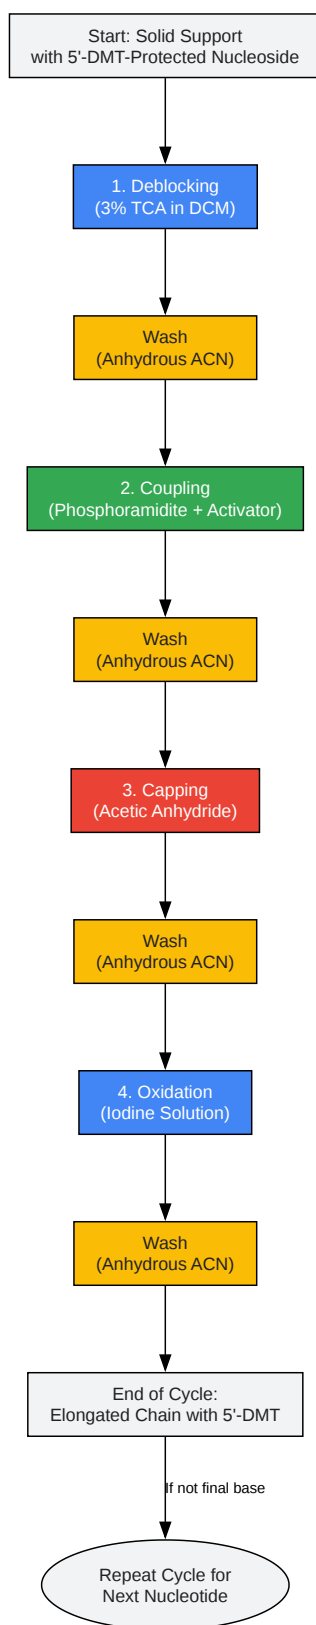 Start: Solid Support
with 5'-DMT-Protected Nucleoside
1. Deblocking
(3% TCA in DCM)
Wash
(Anhydrous ACN)
2. Coupling
(Phosphoramidite + Activator)
Wash
(Anhydrous ACN)
3. Capping
(Acetic Anhydride)
Wash
(Anhydrous ACN)
4. Oxidation
(Iodine Solution)
Wash
(Anhydrous ACN)
End of Cycle:
Elongated Chain with 5'-DMT
If not final base
Repeat Cycle for
Next Nucleotide